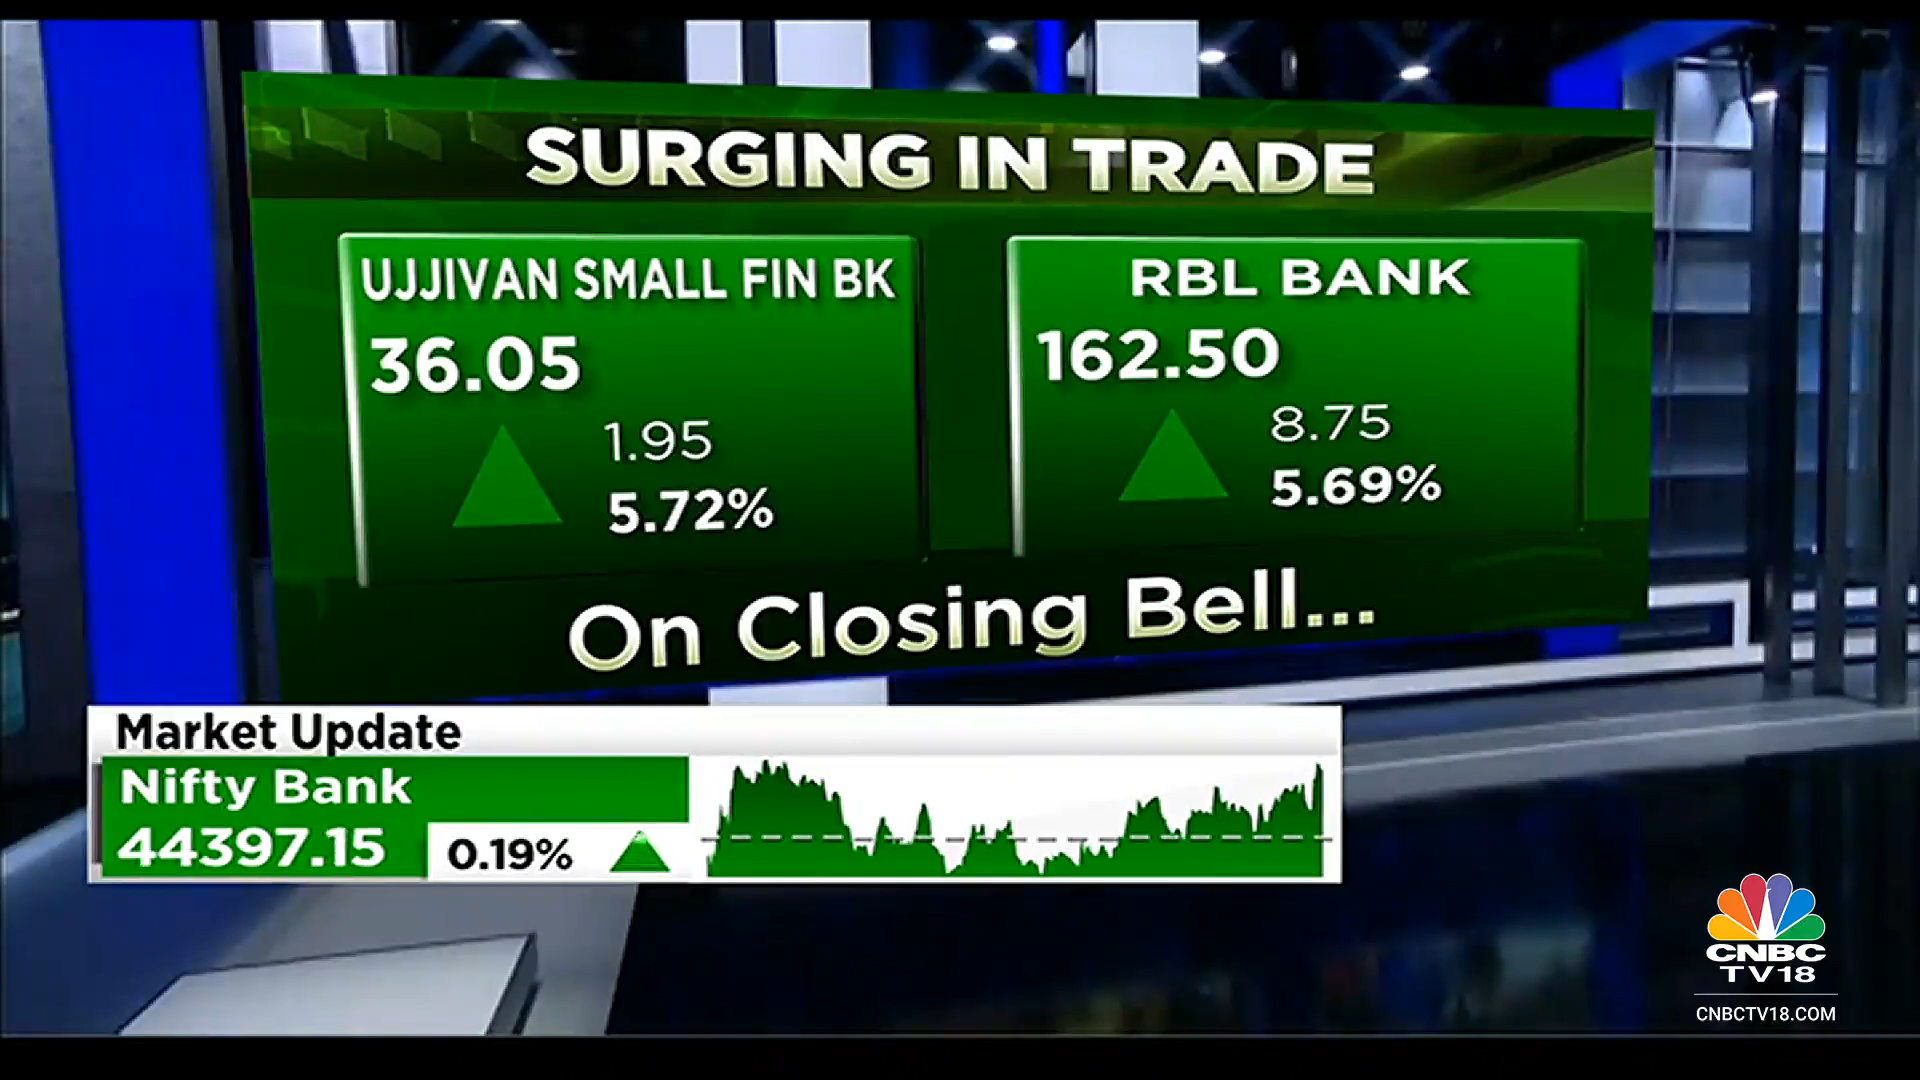 SURGING IN TRADE
UJJIVAN SMALL FIN BK
36.05
1.95
5.72%
RBL BANK
162.50
8.75
5.69%
On Closing Bell...
Market Update
Nifty Bank
44397.15
0.19%
CNBC
TV18
CNBCTV18.COM